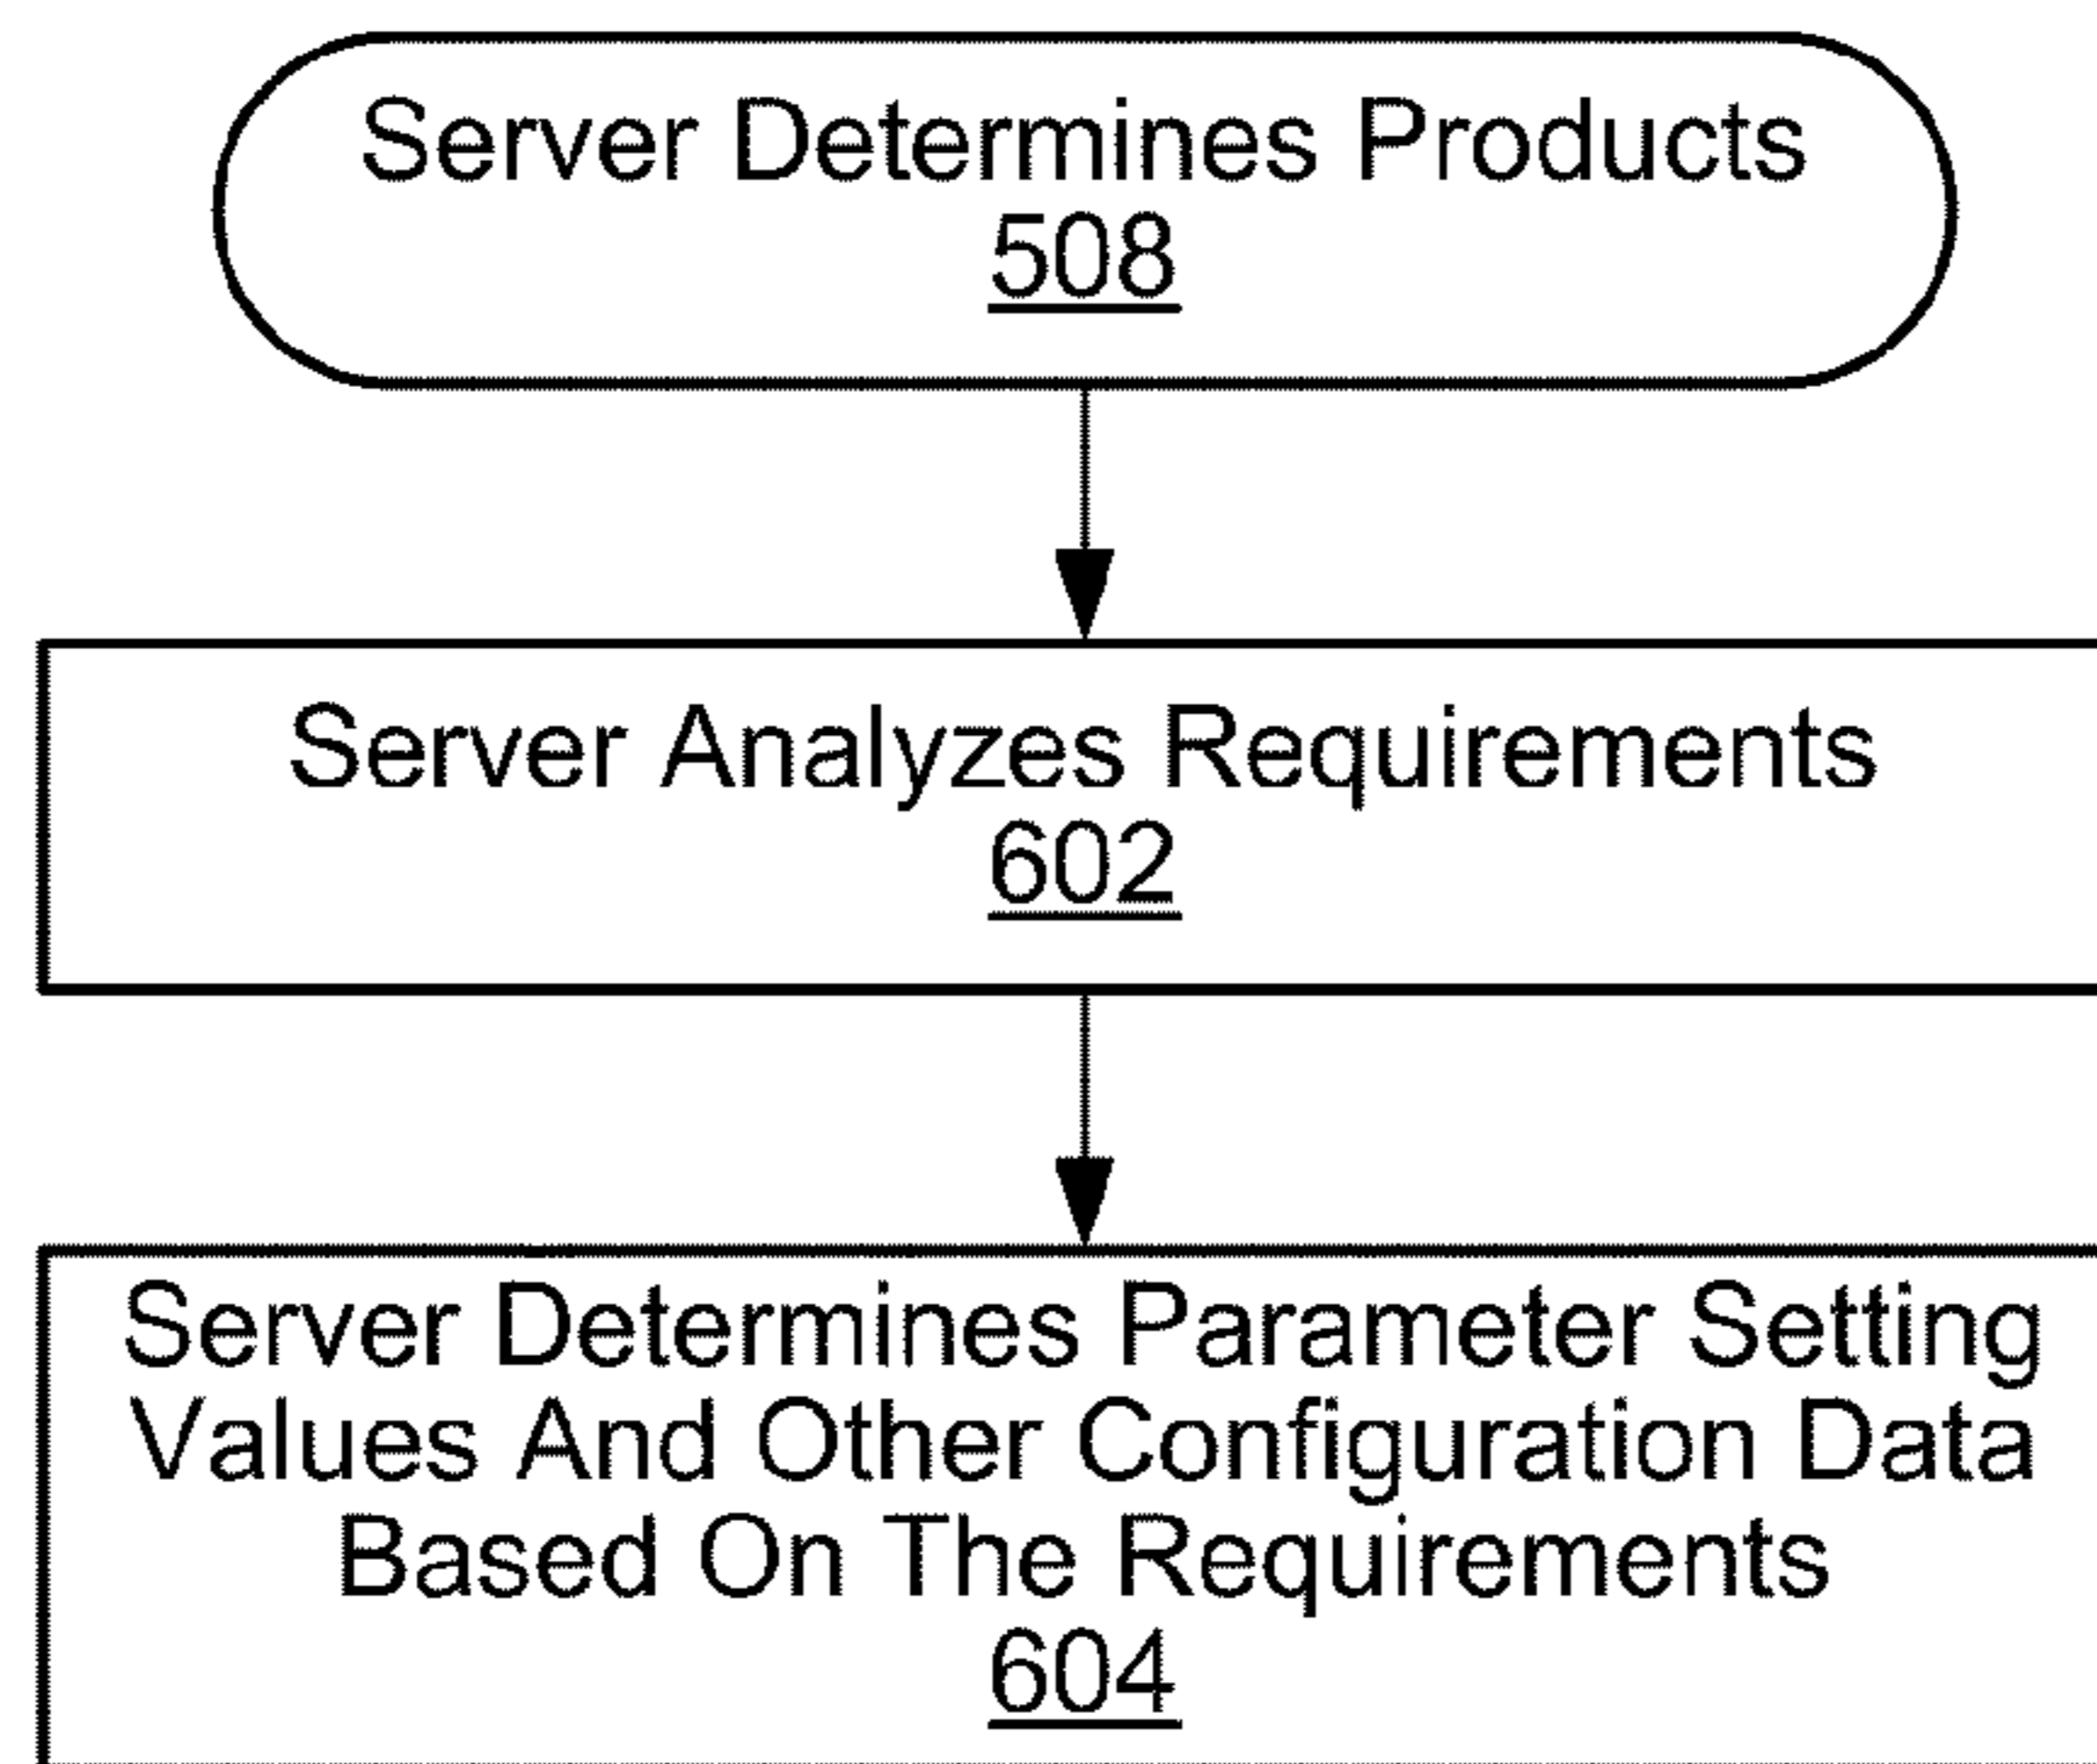 Server Determines Products
508
Server Analyzes Requirements
602
Server Determines Parameter Setting
Values And Other Configuration Data
Based On The Requirements
604